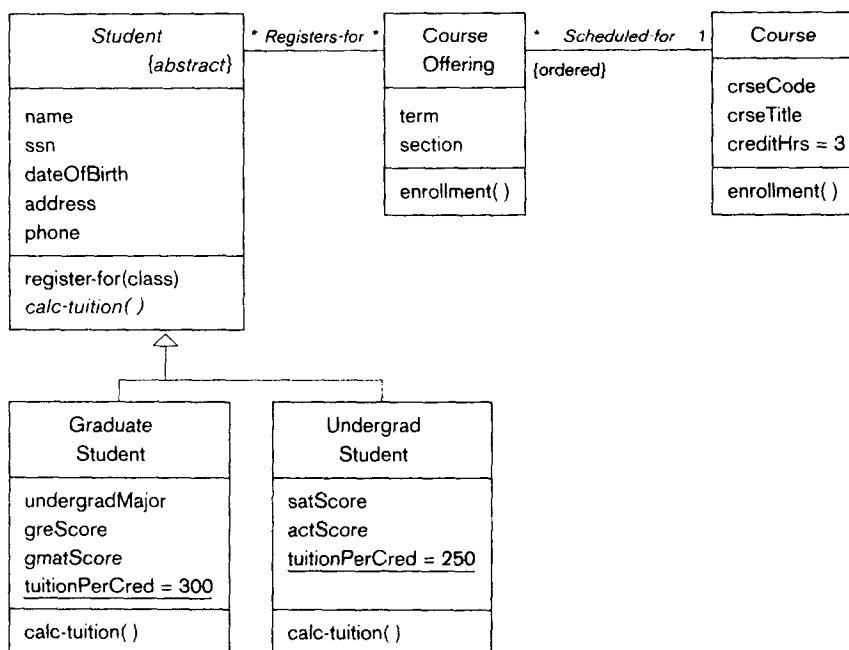 Student
{abstract}
name
ssn
dateOfBirth
address
phone
register-for(class)
calc-tuition( )
* Registers-for *
Course
Offering
term
section
enrollment( )
* Scheduled-for 1
{ordered}
Course
crseCode
crseTitle
creditHrs = 3
enrollment( )
Graduate
Student
undergradMajor
greScore
gmatScore
tuitionPerCred = 300
calc-tuition( )
Undergrad
Student
satScore
actScore
tuitionPerCred = 250
calc-tuition( )